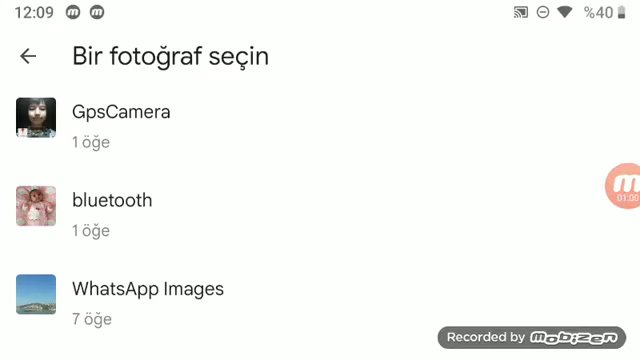 12:09
%40
Bir fotoğraf seçin
GpsCamera
1 öğe
bluetooth
1 öğe
01:00
WhatsApp Images
7 öğe
Recorded by mobizen